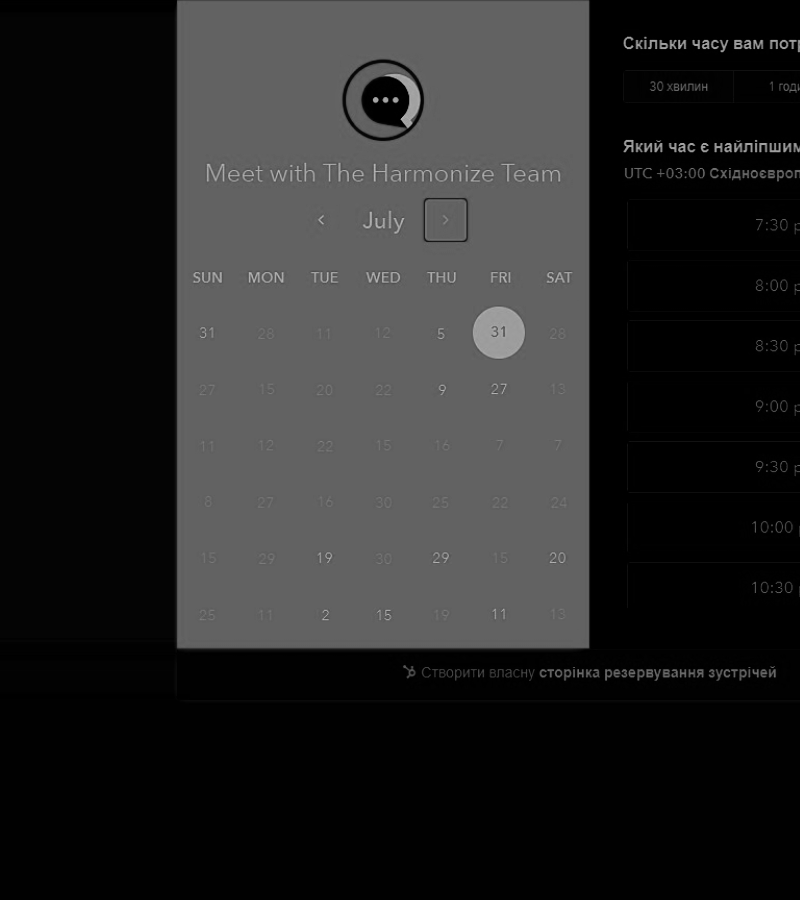 Meet with The Harmonize Team
July
SUN MON TUE WED THU FRI SAT
31 28 11 12 5 31 28
27 15 20 22 9 27 13
11 12 22 15 16 7 7
8 27 16 30 25 22 24
15 29 19 30 29 15 20
25 11 2 15 19 11 13
Скільки часу вам
30 хвилин 1
Який час є найліпшим
UTC +03:00
7:30
8:00
8:30
9:00
9:30
10:00
10:30
Створити власну сторінка резервування зустрічей